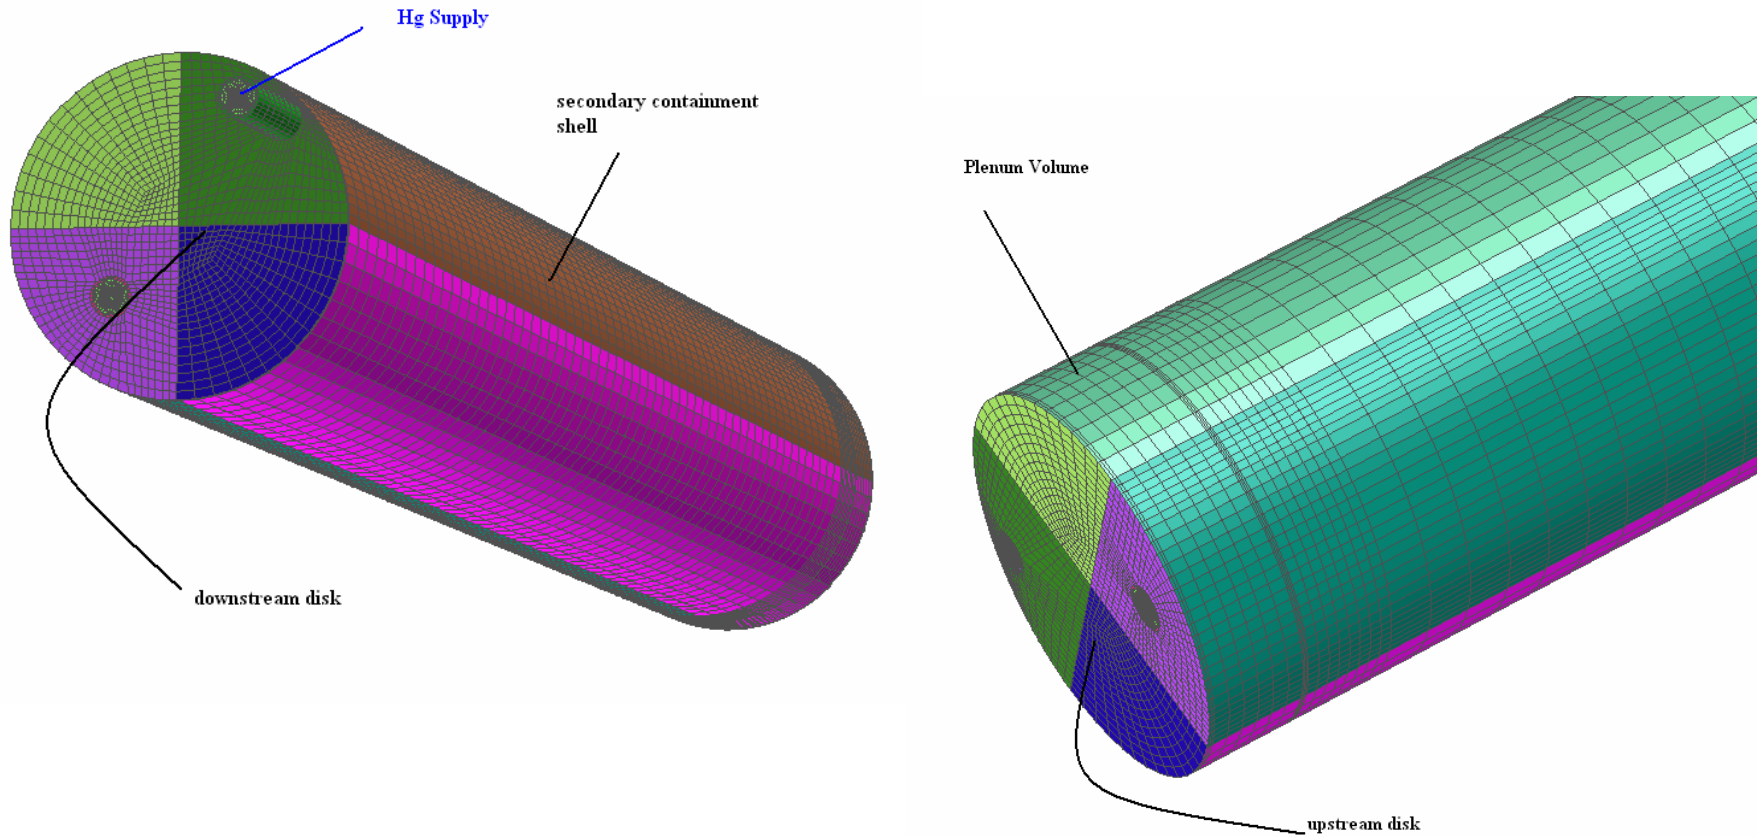 Hg Supply
secondary containment
shell
Plenum Volume
downstream disk
upstream disk